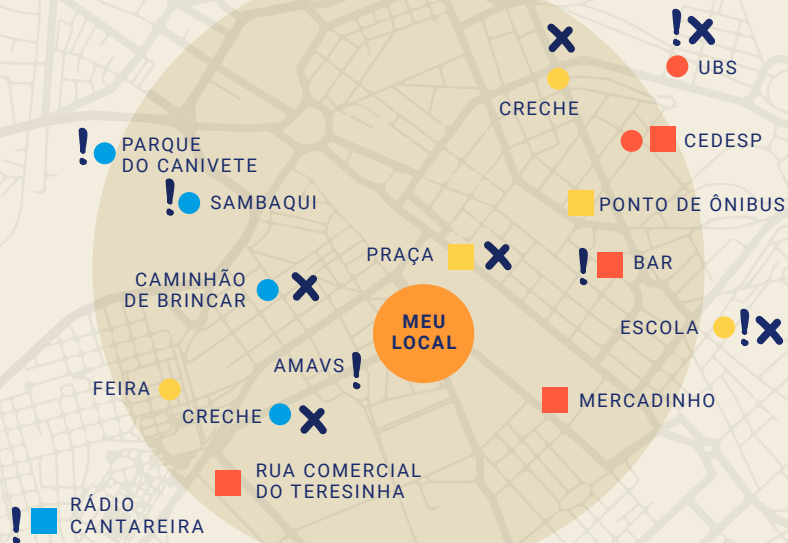 UBS
CRECHE
CEDESP
PARQUE
DO CANIVETE
SAMBAQUI
PONTO DE ÔNIBUS
PRAÇA
BAR
CAMINHÃO
DE BRINCAR
MEU
LOCAL
ESCOLA
AMAVS
FEIRA
CRECHE
MERCADINHO
RUA COMERCIAL
DO TERESINHA
RÁDIO
CANTAREIRA